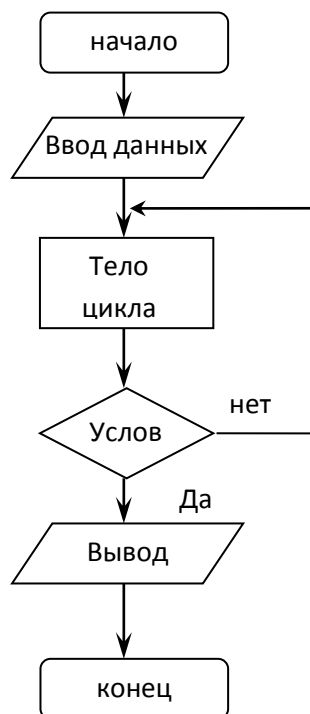 начало
Ввод данных
Тело
цикла
Услов
нет
Да
Вывод
конец